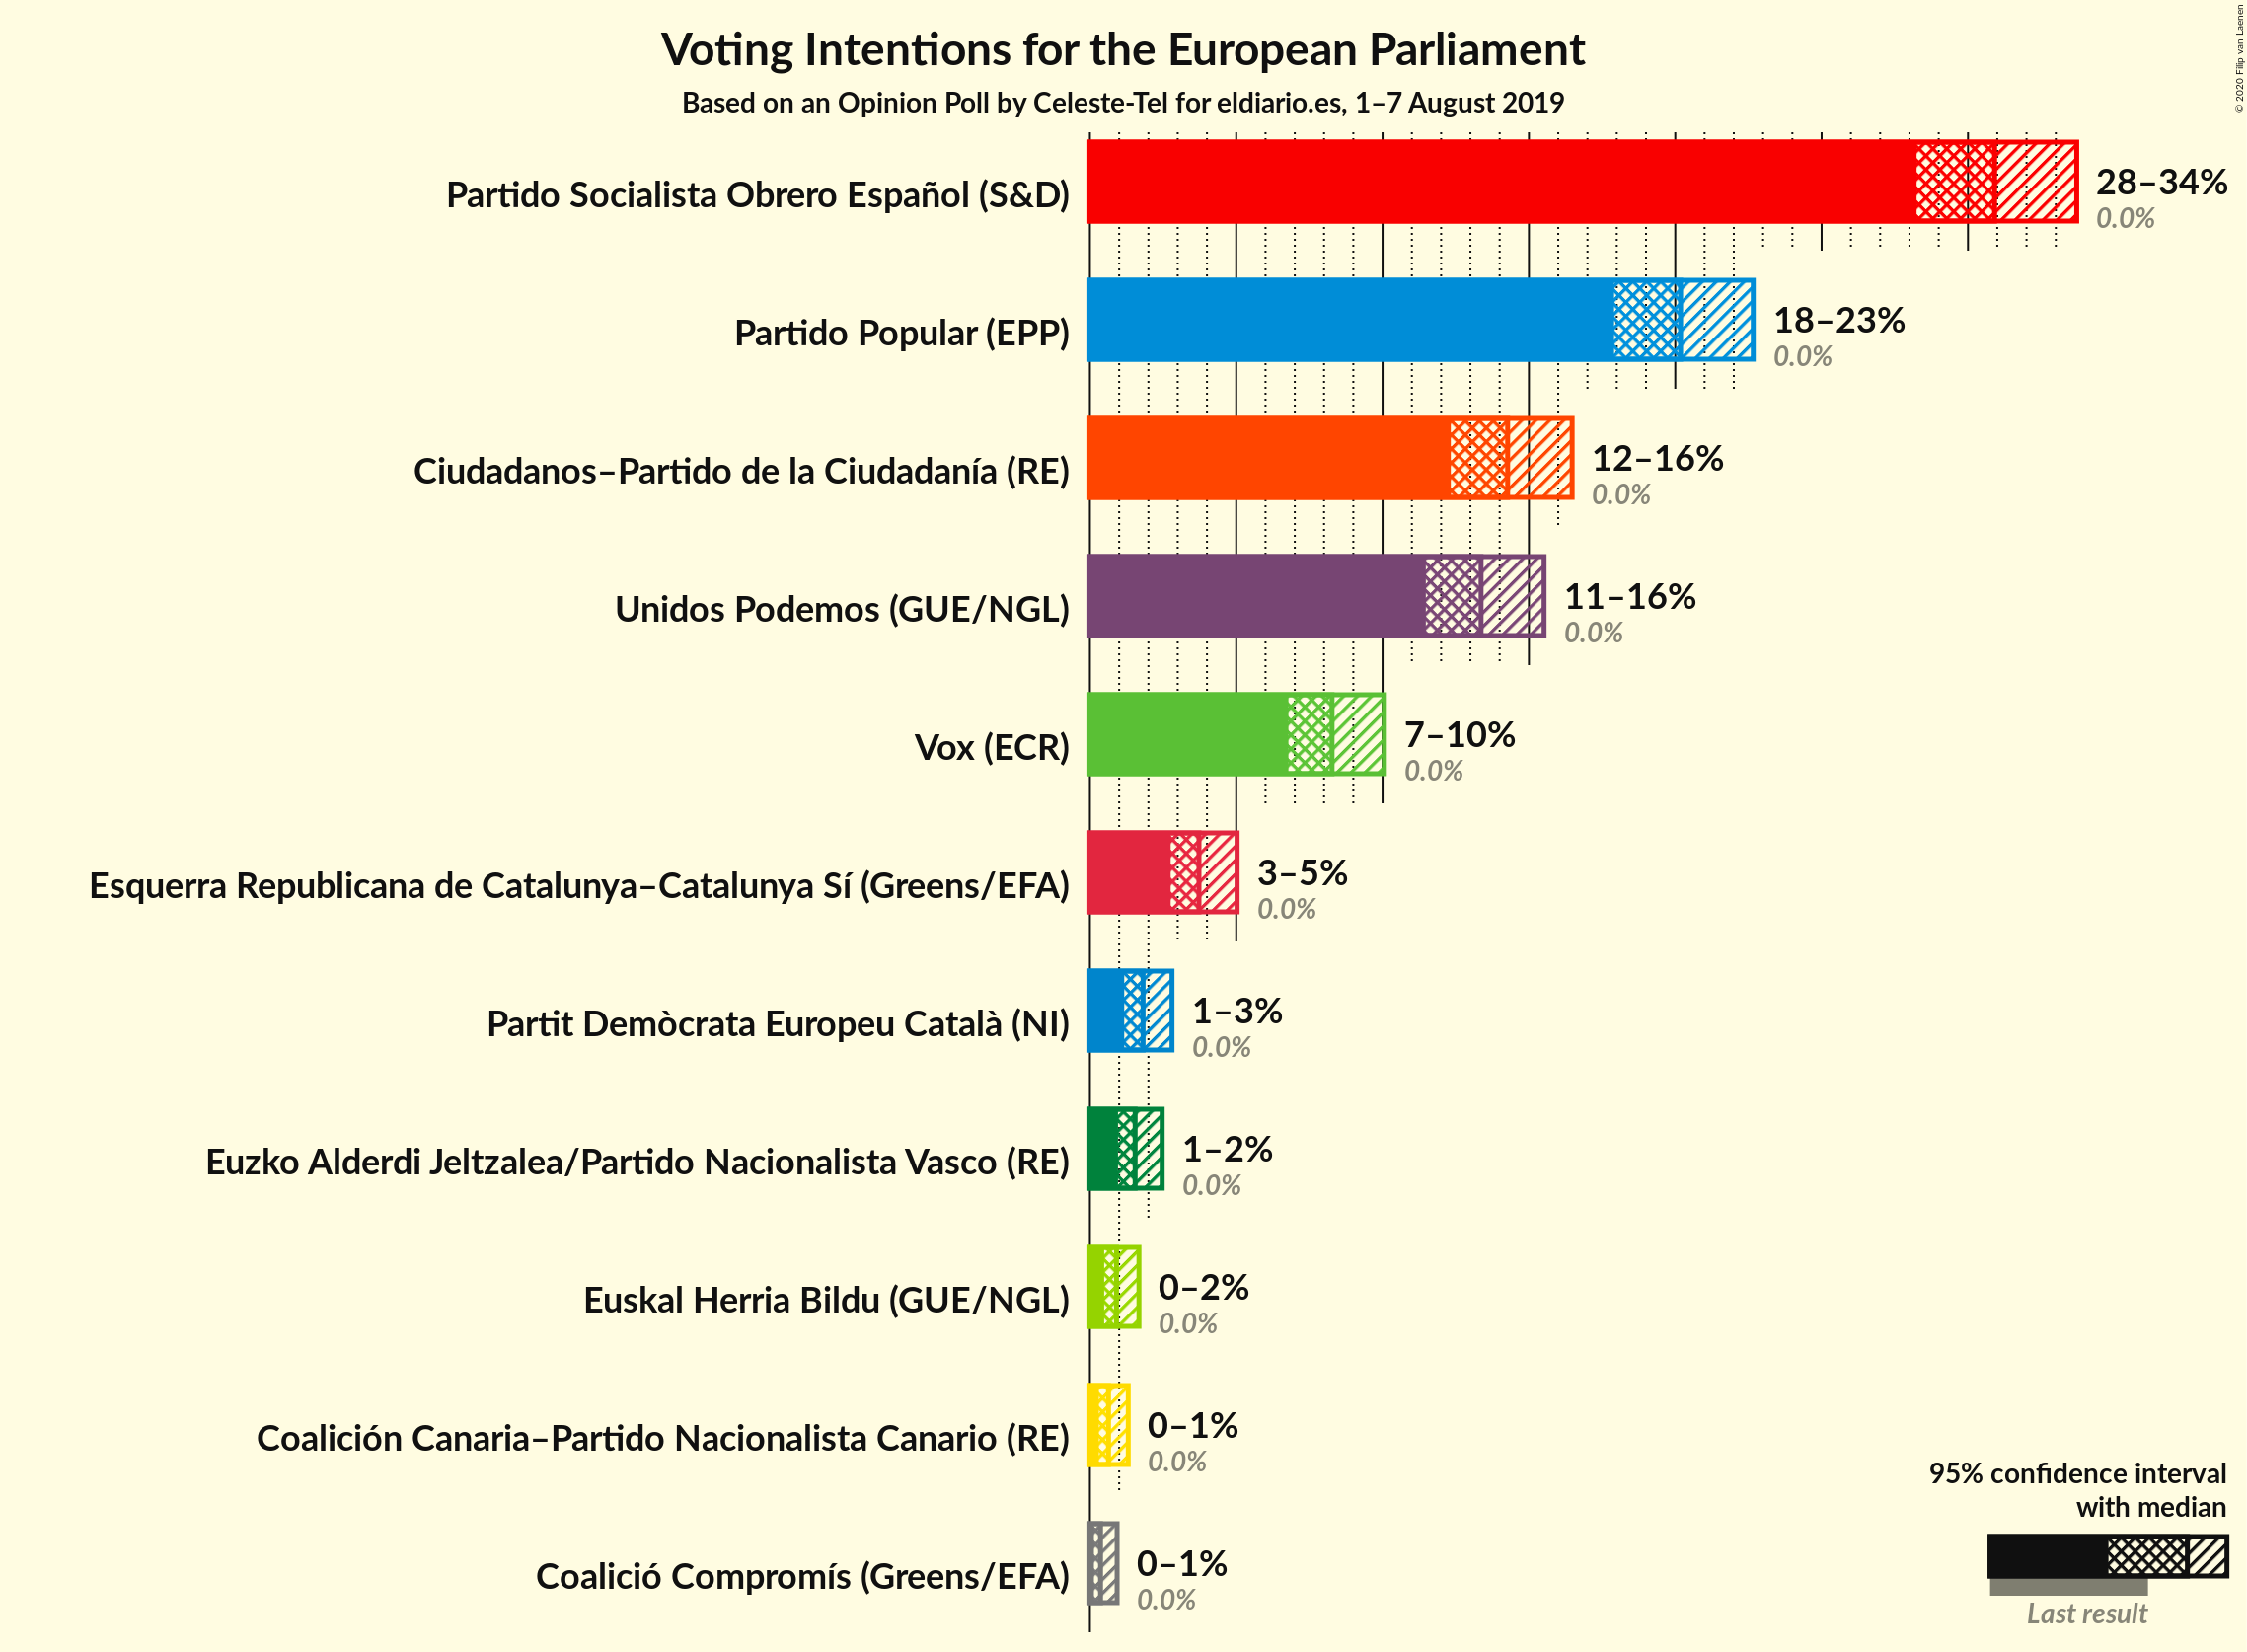 Voting Intentions for the European Parliament
Based on an Opinion Poll by Celeste-Tel for eldiario.es, 1–7 August 2019
© 2020 Filip van Laenen
Partido Socialista Obrero Español (S&D)
28–34%
0.0%
Partido Popular (EPP)
18–23%
0.0%
Ciudadanos–Partido de la Ciudadanía (RE)
12–16%
0.0%
Unidos Podemos (GUE/NGL)
11–16%
0.0%
Vox (ECR)
7–10%
0.0%
Esquerra Republicana de Catalunya–Catalunya Sí (Greens/EFA)
3–5%
0.0%
Partit Demòcrata Europeu Català (NI)
1–3%
0.0%
Euzko Alderdi Jeltzalea/Partido Nacionalista Vasco (RE)
1–2%
0.0%
Euskal Herria Bildu (GUE/NGL)
0–2%
0.0%
Coalición Canaria–Partido Nacionalista Canario (RE)
0–1%
0.0%
Coalició Compromís (Greens/EFA)
0–1%
0.0%
95% confidence interval
with median
Last result